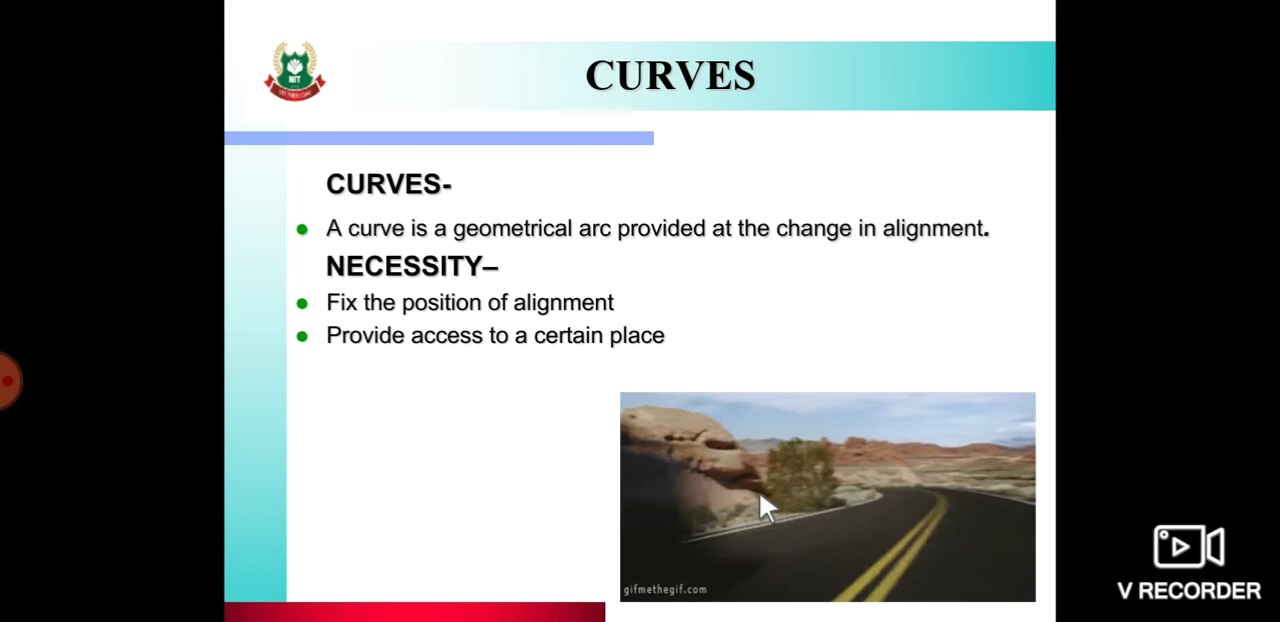 NIT
CURVES
CURVES-
A curve is a geometrical arc provided at the change in alignment.
NECESSITY–
Fix the position of alignment
Provide access to a certain place
gifmethegif.com
V RECORDER